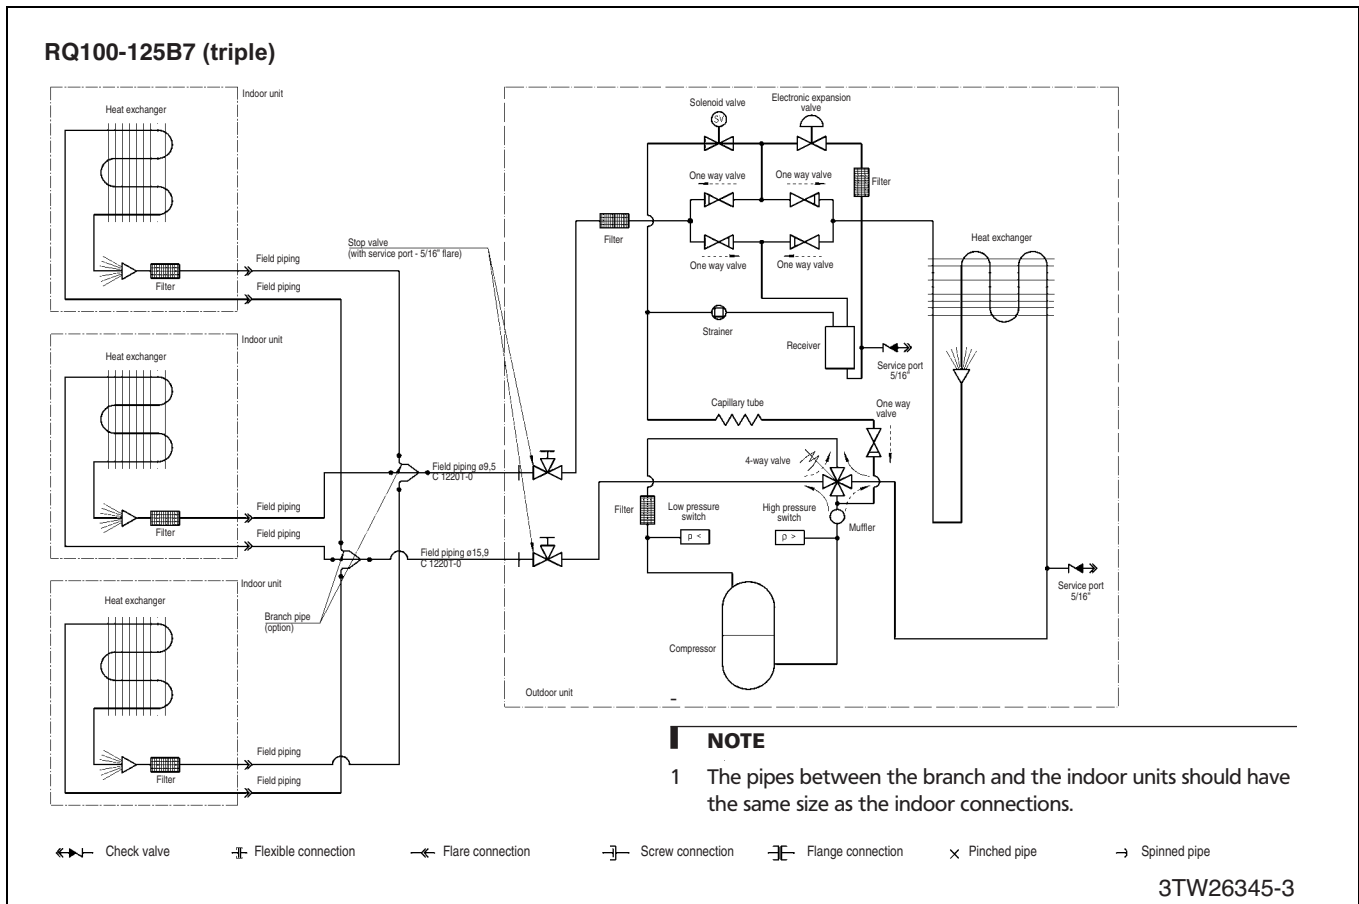 RQ100-125B7 (triple)
Indoor unit
Heat exchanger
Filter
Field piping
Field piping
Indoor unit
Heat exchanger
Filter
Field piping
Field piping
Indoor unit
Heat exchanger
Filter
Field piping
Field piping
Stop valve
(with service port - 5/16" flare)
Field piping ø9,5
C 12201-0
Field piping ø15,9
C 12201-0
Branch pipe
(option)
Solenoid valve
SV
Electronic expansion
valve
Filter
One way valve
One way valve
Filter
One way valve
One way valve
Heat exchanger
Strainer
Receiver
Service port
5/16"
Capillary tube
One way
valve
4-way valve
Filter
Low pressure
switch
p <
High pressure
switch
p >
Muffler
Service port
5/16"
Compressor
Outdoor unit
NOTE
1 The pipes between the branch and the indoor units should have
the same size as the indoor connections.
Check valve
Flexible connection
Flare connection
Screw connection
Flange connection
Pinched pipe
Spinned pipe
3TW26345-3